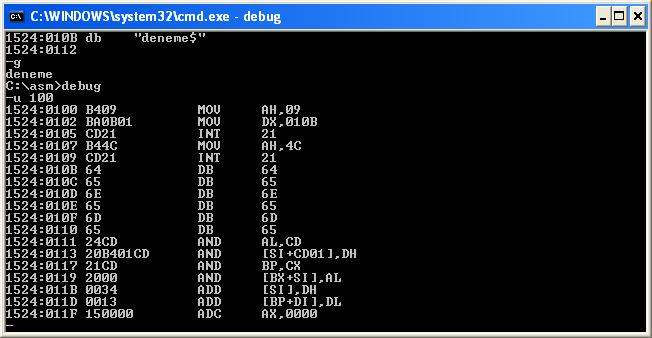 C:\WINDOWS\system32\cmd.exe - debug
1524:010B db    "deneme$"
1524:0112
-g
deneme
C:\asm>debug
-u 100
1524:0100 B409          MOV     AH,09
1524:0102 BA0B01        MOV     DX,010B
1524:0105 CD21          INT     21
1524:0107 B44C          MOV     AH,4C
1524:0109 CD21          INT     21
1524:010B 64            DB      64
1524:010C 65            DB      65
1524:010D 6E            DB      6E
1524:010E 65            DB      65
1524:010F 6D            DB      6D
1524:0110 65            DB      65
1524:0111 24CD          AND     AL,CD
1524:0113 20B401CD      AND     [SI+CD01],DH
1524:0117 21CD          AND     BP,CX
1524:0119 2000          AND     [BX+SI],AL
1524:011B 0034          ADD     [SI],DH
1524:011D 0013          ADD     [BP+DI],DL
1524:011F 150000        ADC     AX,0000
-